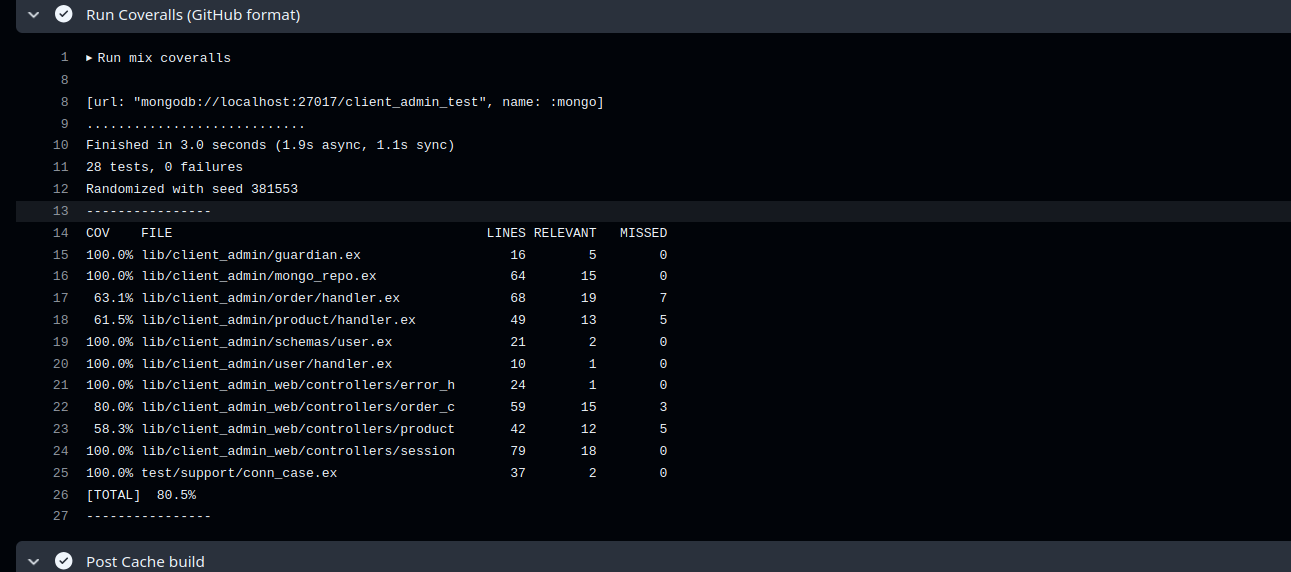 Run Coveralls (GitHub format)
1 ▸ Run mix coveralls
8
8 [url: "mongodb://localhost:27017/client_admin_test", name: :mongo]
9 ............................
10 Finished in 3.0 seconds (1.9s async, 1.1s sync)
11 28 tests, 0 failures
12 Randomized with seed 381553
13 ----------------
14 COV    FILE                                        LINES RELEVANT   MISSED
15 100.0% lib/client_admin/guardian.ex                   16        5        0
16 100.0% lib/client_admin/mongo_repo.ex                 64       15        0
17  63.1% lib/client_admin/order/handler.ex              68       19        7
18  61.5% lib/client_admin/product/handler.ex            49       13        5
19 100.0% lib/client_admin/schemas/user.ex               21        2        0
20 100.0% lib/client_admin/user/handler.ex               10        1        0
21 100.0% lib/client_admin_web/controllers/error_h       24        1        0
22  80.0% lib/client_admin_web/controllers/order_c       59       15        3
23  58.3% lib/client_admin_web/controllers/product       42       12        5
24 100.0% lib/client_admin_web/controllers/session       79       18        0
25 100.0% test/support/conn_case.ex                      37        2        0
26 [TOTAL]  80.5%
27 ----------------
Post Cache build